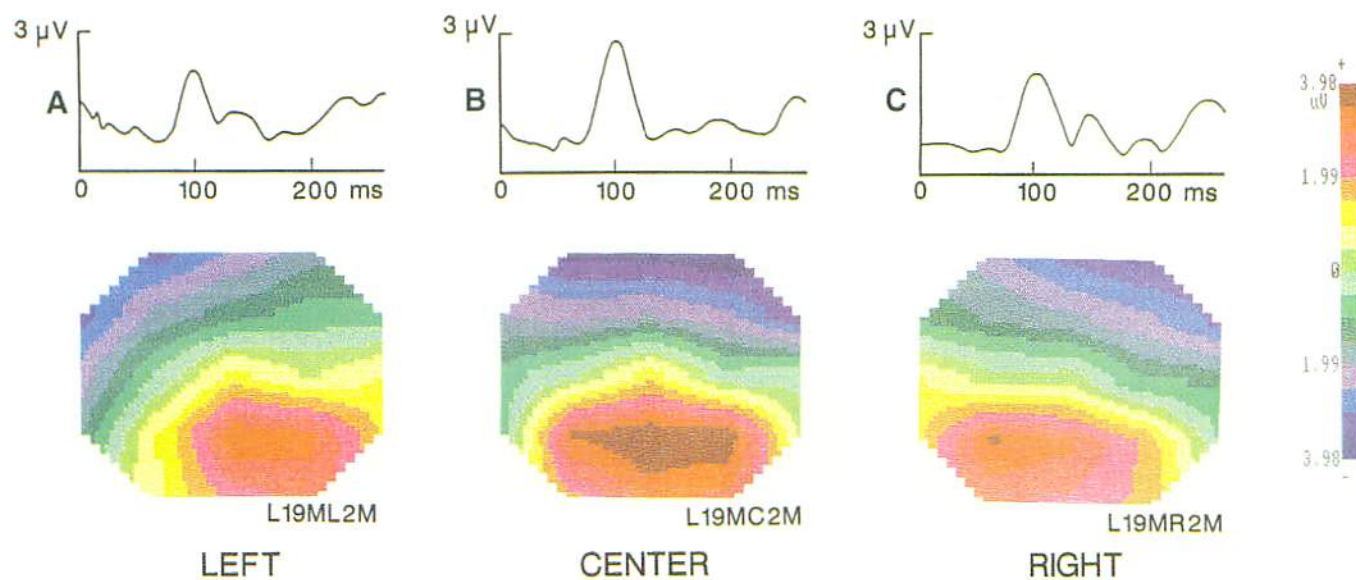 3 µV
A
0 100 200 ms
3 µV
B
0 100 200 ms
3 µV
C
0 100 200 ms
+
3.98
uV
1.99
0
1.99
3.98
-
L19ML2M
L19MC2M
L19MR2M
LEFT
CENTER
RIGHT